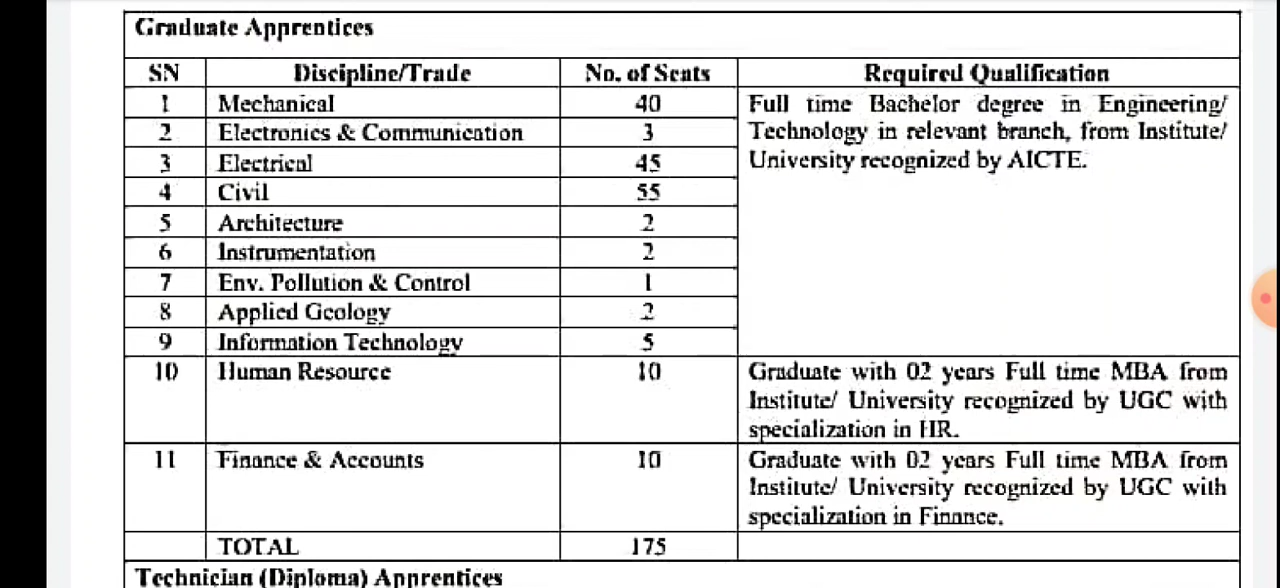 Graduate Apprentices
SN Discipline/Trade No. of Seats Required Qualification
1 Mechanical 40 Full time Bachelor degree in Engineering/
2 Electronics & Communication 3 Technology in relevant branch, from Institute/
3 Electrical 45 University recognized by AICTE.
4 Civil 55
5 Architecture 2
6 Instrumentation 2
7 Env. Pollution & Control 1
8 Applied Geology 2
9 Information Technology 5
10 Human Resource 10 Graduate with 02 years Full time MBA from
Institute/ University recognized by UGC with
specialization in HR.
11 Finance & Accounts 10 Graduate with 02 years Full time MBA from
Institute/ University recognized by UGC with
specialization in Finance.
TOTAL 175
Technician (Diploma) Apprentices